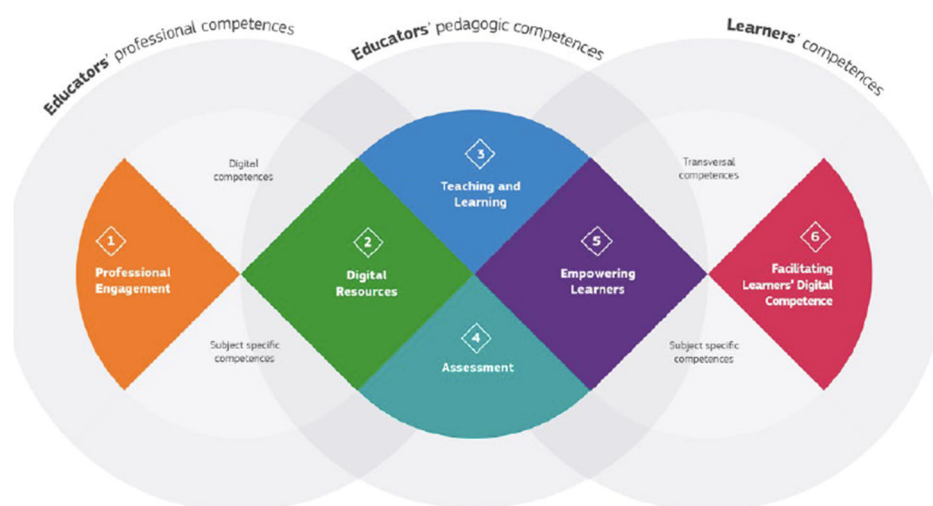 Educators' professional competences
Educators' pedagogic competences
Learners' competences
Digital
competences
Transversal
competences
3
Teaching and
Learning
1
Professional
Engagement
2
Digital
Resources
5
Empowering
Learners
6
Facilitating
Learners' Digital
Competence
4
Assessment
Subject specific
competences
Subject specific
competences